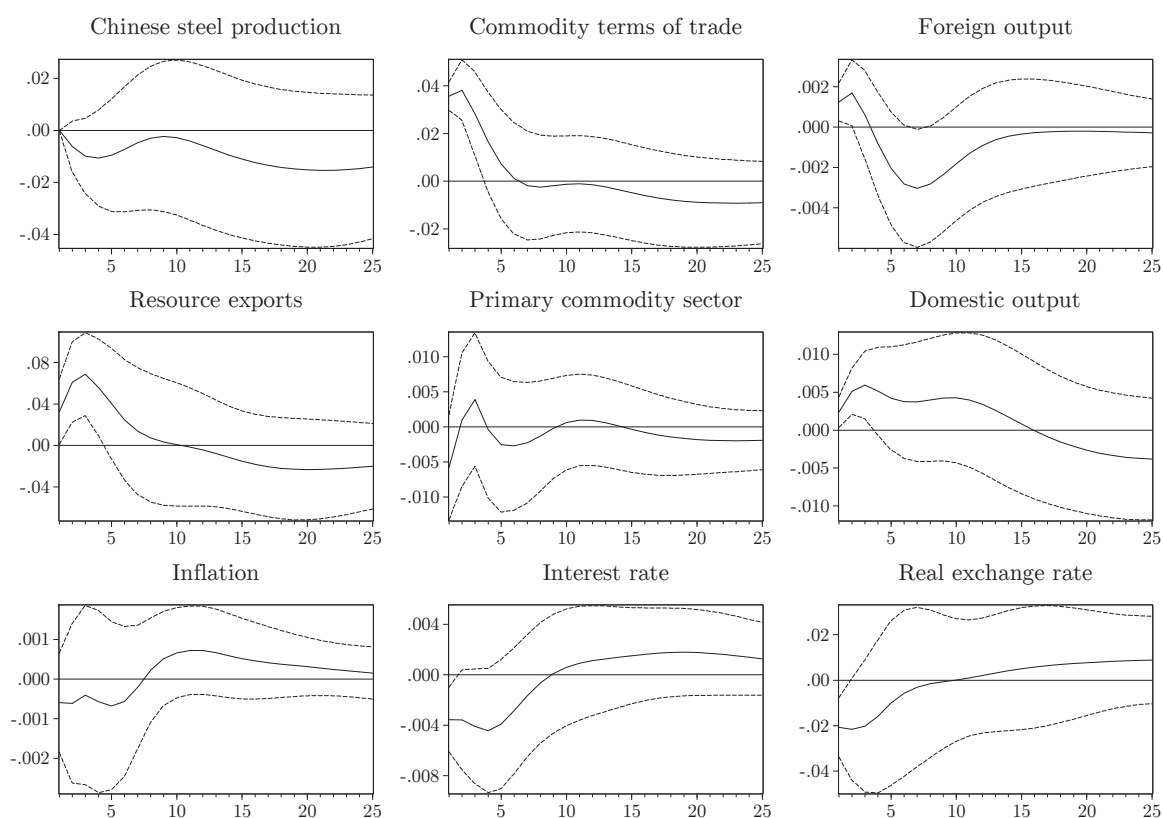 Chinese steel production
Commodity terms of trade
Foreign output
.02
.00
-.02
-.04
5 10 15 20 25
.04
.02
.00
-.02
5 10 15 20 25
.002
.000
-.002
-.004
5 10 15 20 25
Resource exports
Primary commodity sector
Domestic output
.08
.04
.00
-.04
5 10 15 20 25
.010
.005
.000
-.005
-.010
5 10 15 20 25
.010
.005
.000
-.005
-.010
5 10 15 20 25
Inflation
Interest rate
Real exchange rate
.001
.000
-.001
-.002
5 10 15 20 25
.004
.000
-.004
-.008
5 10 15 20 25
.02
.00
-.02
-.04
5 10 15 20 25